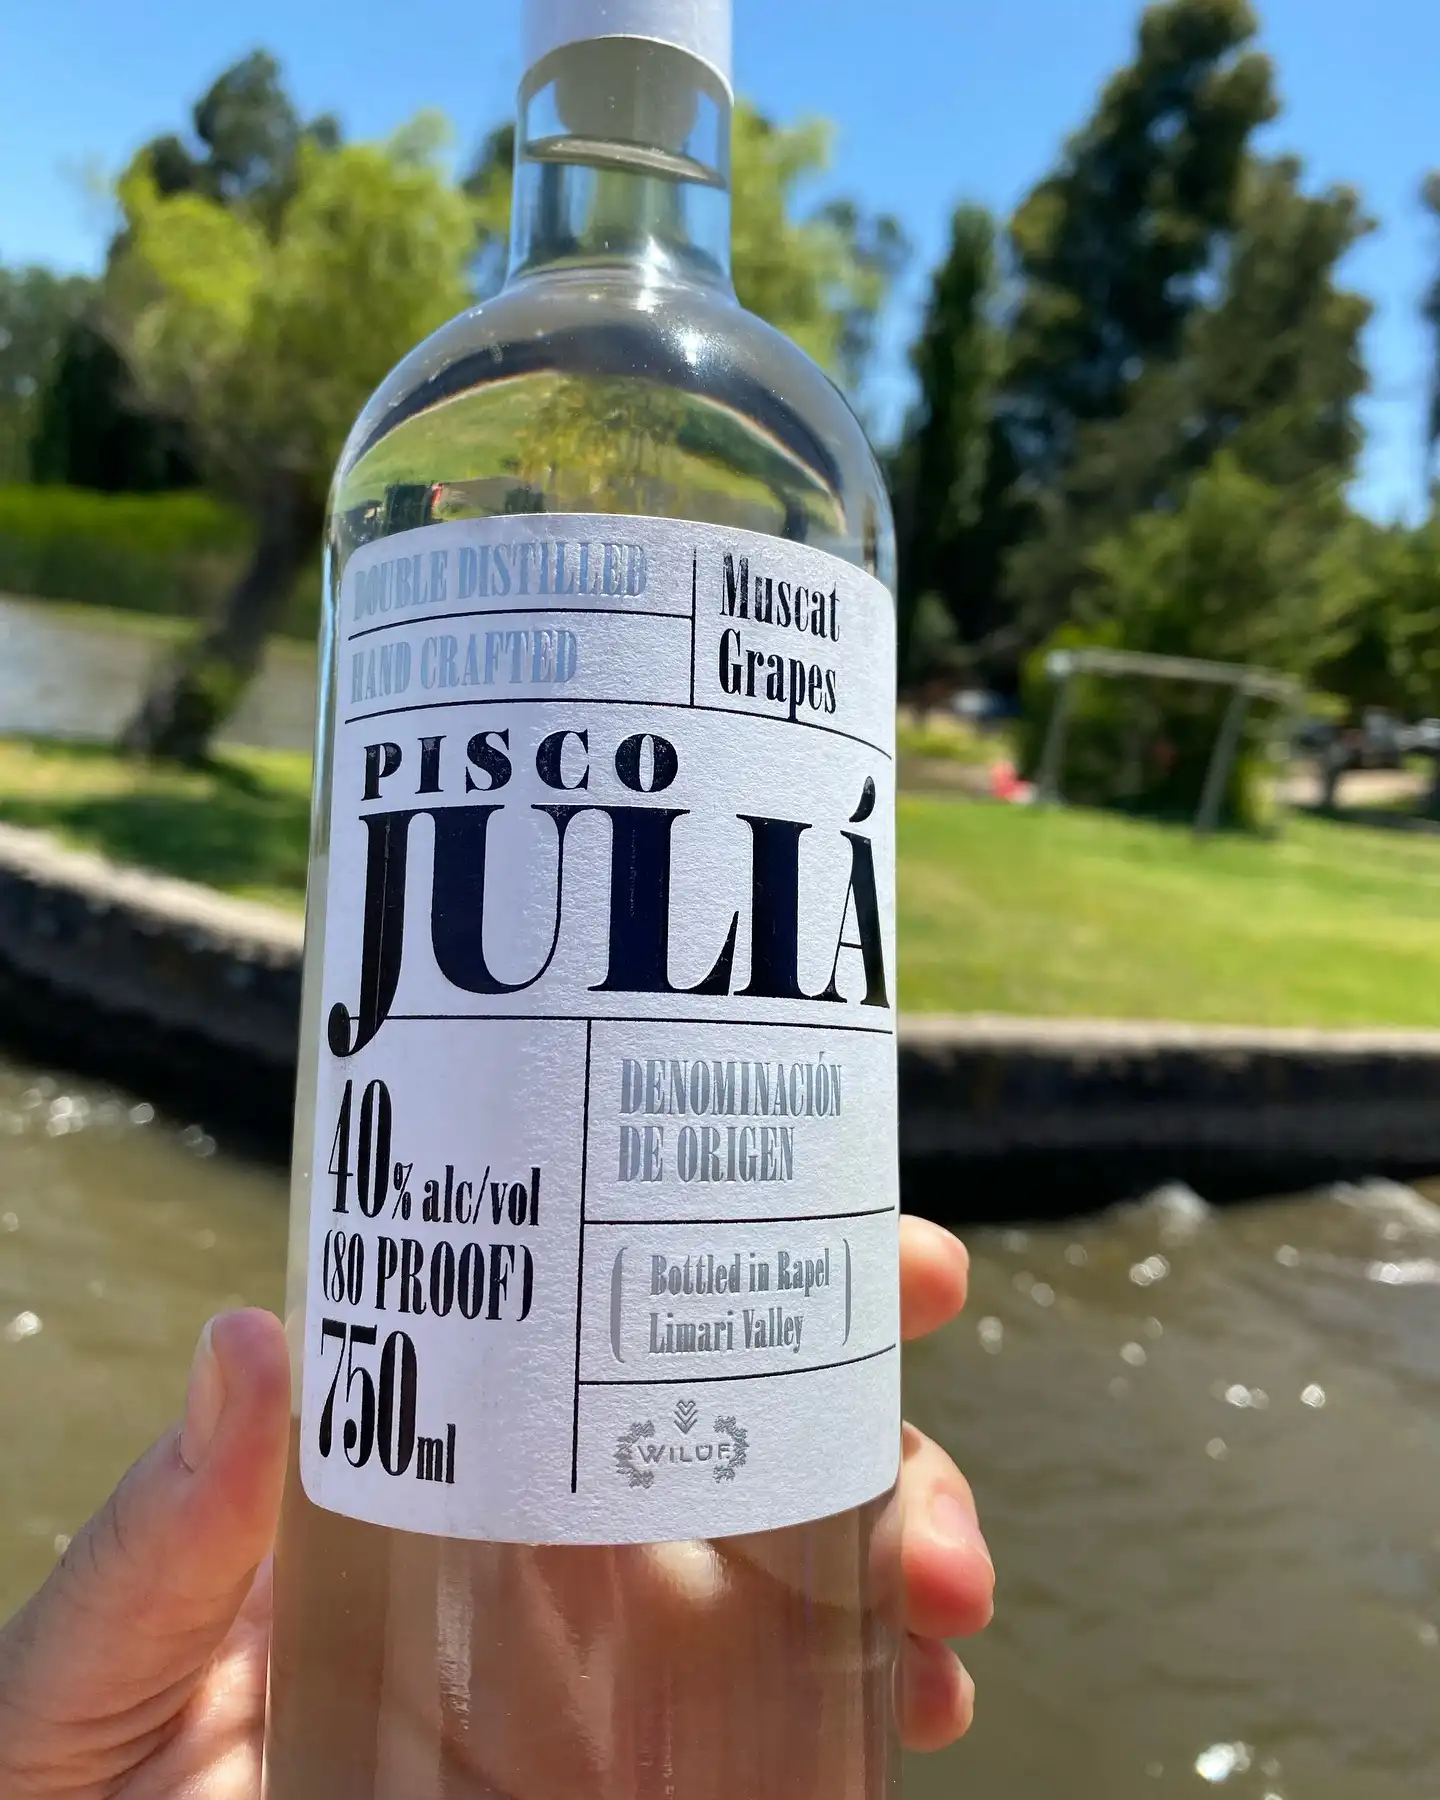 DOUBLE DISTILLED
HAND CRAFTED
Muscat
Grapes
PISCO
JULIÁ
40% alc/vol
(80 PROOF)
750ml
DENOMINACIÓN
DE ORIGEN
(Bottled in Rapel
Limari Valley)
WILÜF